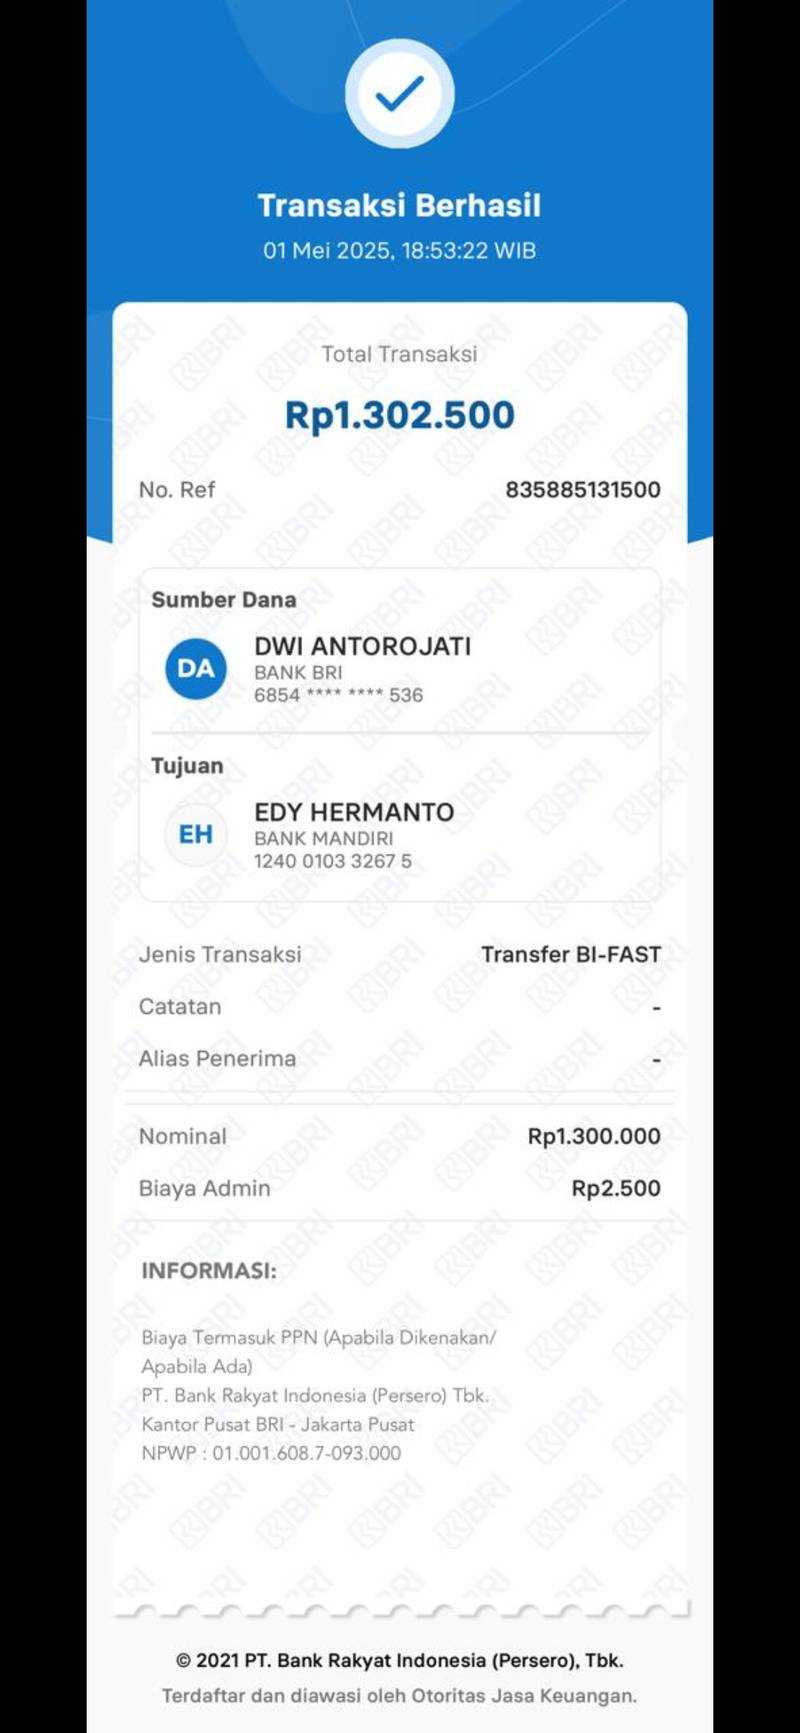 Transaksi Berhasil
01 Mei 2025, 18:53:22 WIB
Total Transaksi
Rp1.302.500
No. Ref 835885131500
Sumber Dana
DA
DWI ANTOROJATI
BANK BRI
6854 **** **** 536
Tujuan
EH
EDY HERMANTO
BANK MANDIRI
1240 0103 3267 5
Jenis Transaksi Transfer BI-FAST
Catatan -
Alias Penerima -
Nominal Rp1.300.000
Biaya Admin Rp2.500
INFORMASI:
Biaya Termasuk PPN (Apabila Dikenakan/
Apabila Ada)
PT. Bank Rakyat Indonesia (Persero) Tbk.
Kantor Pusat BRI - Jakarta Pusat
NPWP : 01.001.608.7-093.000
© 2021 PT. Bank Rakyat Indonesia (Persero), Tbk.
Terdaftar dan diawasi oleh Otoritas Jasa Keuangan.